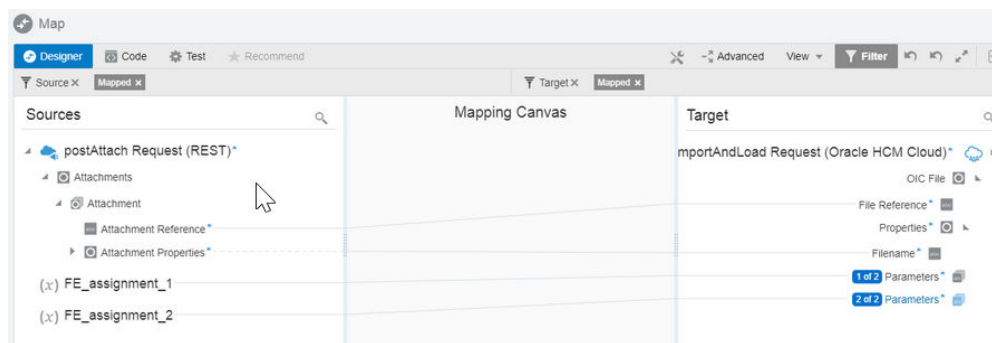 Map
Designer Code Test Recommend Advanced View Filter
Source × Mapped × Target × Mapped ×
Sources Mapping Canvas Target
postAttach Request (REST)* mportAndLoad Request (Oracle HCM Cloud)*
Attachments OIC File
Attachment File Reference*
Attachment Reference* Properties*
Attachment Properties* Filename*
(x) FE_assignment_1 1 of 2 Parameters*
(x) FE_assignment_2 2 of 2 Parameters*